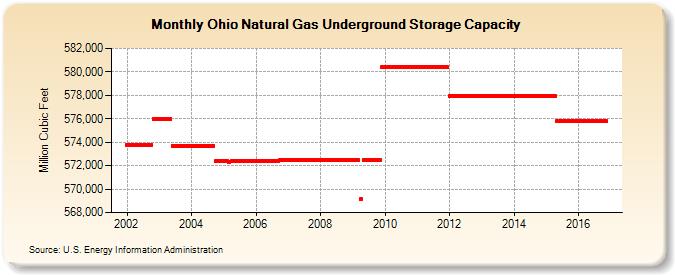 Monthly Ohio Natural Gas Underground Storage Capacity
Million Cubic Feet
582,000
580,000
578,000
576,000
574,000
572,000
570,000
568,000
2002 2004 2006 2008 2010 2012 2014 2016
Source: U.S. Energy Information Administration